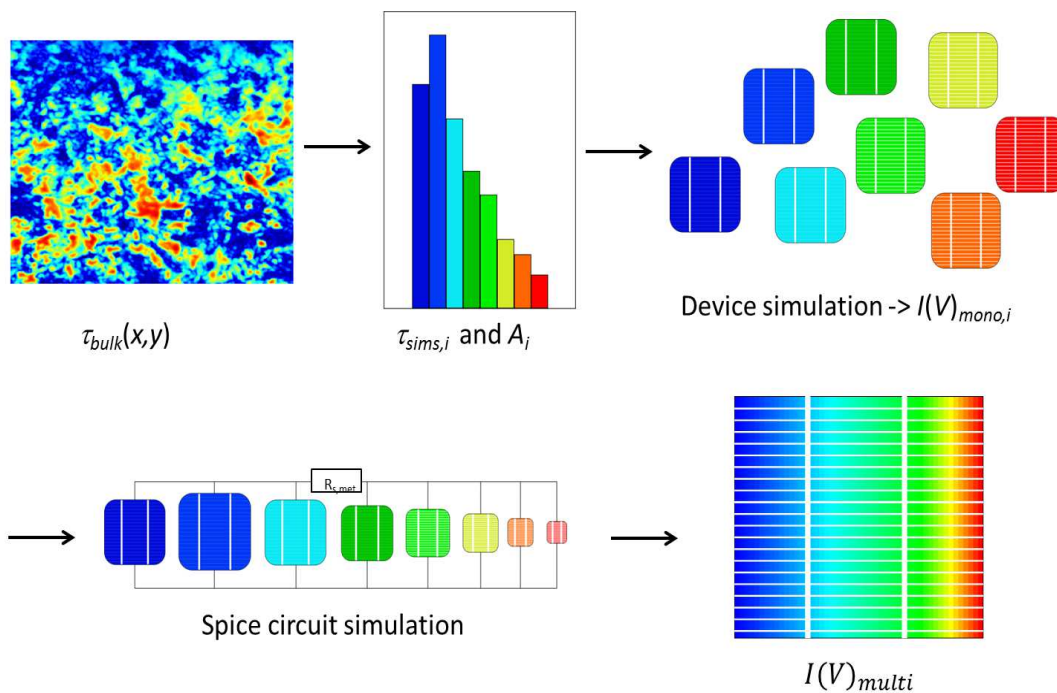 τbulk(x,y)
τsims,i and Ai
Device simulation -> I(V)mono,i
Rs,met
Spice circuit simulation
I(V)multi